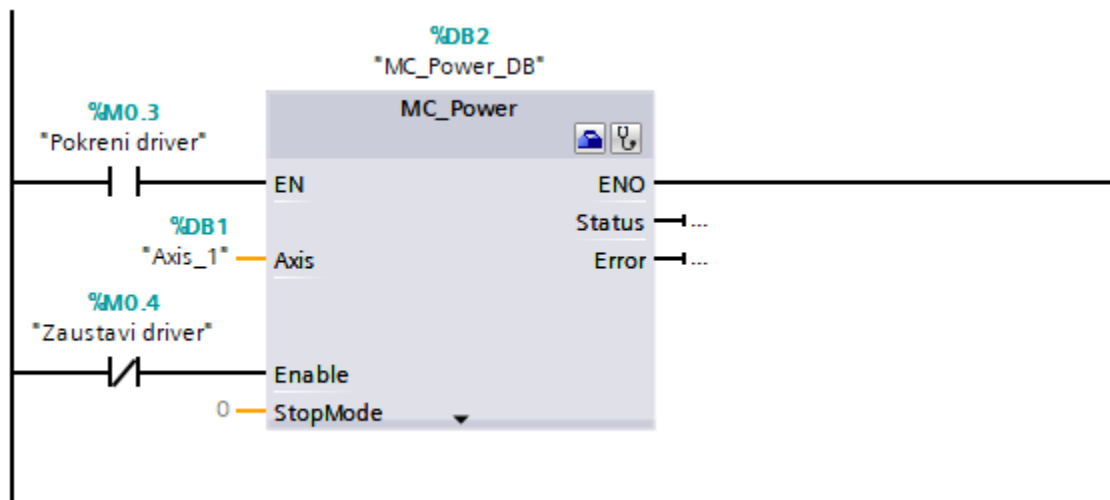 %DB2
"MC_Power_DB"
MC_Power
%M0.3
"Pokreni driver"
EN
ENO
%DB1
Status
...
"Axis_1"
Axis
Error
...
%M0.4
"Zaustavi driver"
Enable
0
StopMode